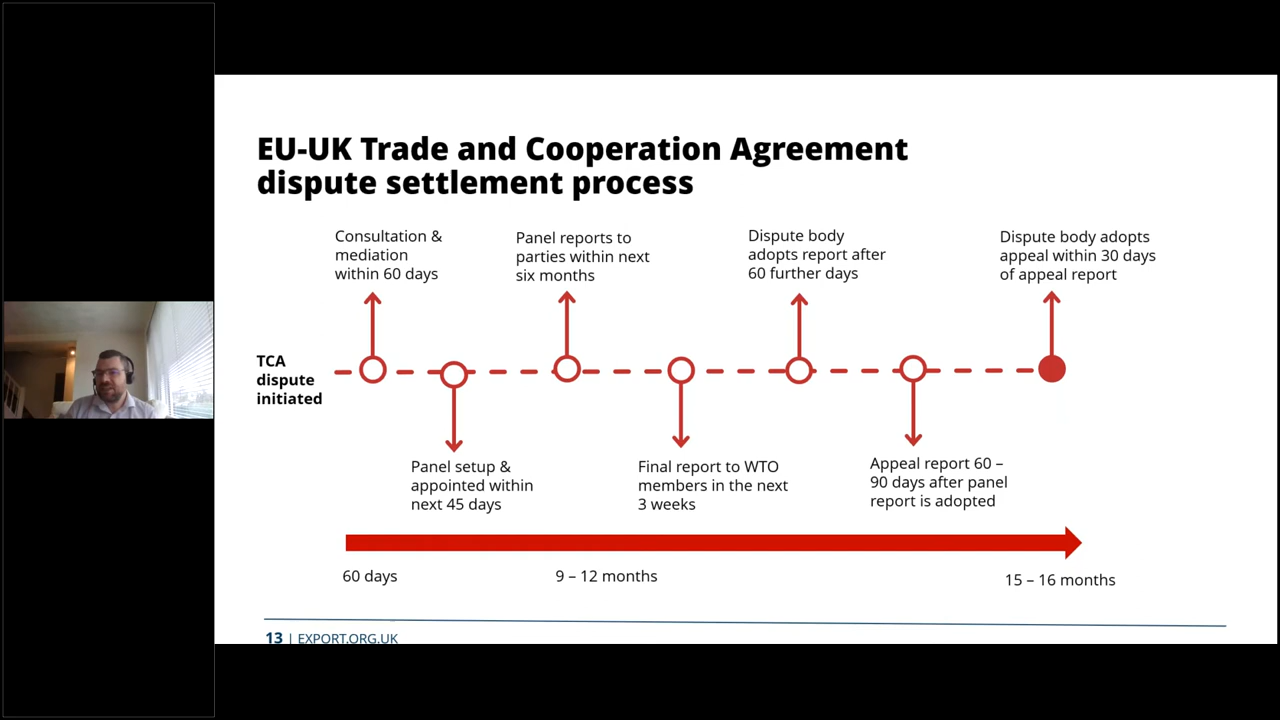 EU-UK Trade and Cooperation Agreement
dispute settlement process
Consultation &
mediation
within 60 days
Panel reports to
parties within next
six months
Dispute body
adopts report after
60 further days
Dispute body adopts
appeal within 30 days
of appeal report
TCA
dispute
initiated
Panel setup &
appointed within
next 45 days
Final report to WTO
members in the next
3 weeks
Appeal report 60 –
90 days after panel
report is adopted
60 days
9 – 12 months
15 – 16 months
13 | EXPORT.ORG.UK